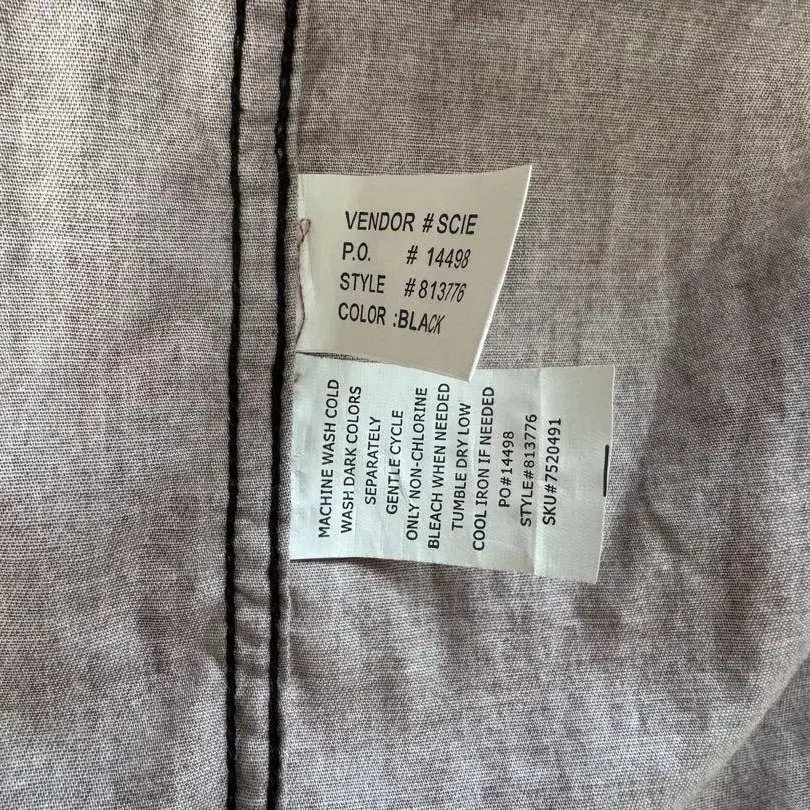 VENDOR #SCIE
P.O. # 14498
STYLE #813776
COLOR :BLACK
MACHINE WASH COLD
WASH DARK COLORS
SEPARATELY
GENTLE CYCLE
ONLY NON-CHLORINE
BLEACH WHEN NEEDED
TUMBLE DRY LOW
COOL IRON IF NEEDED
PO#14498
STYLE#813776
SKU#7520491